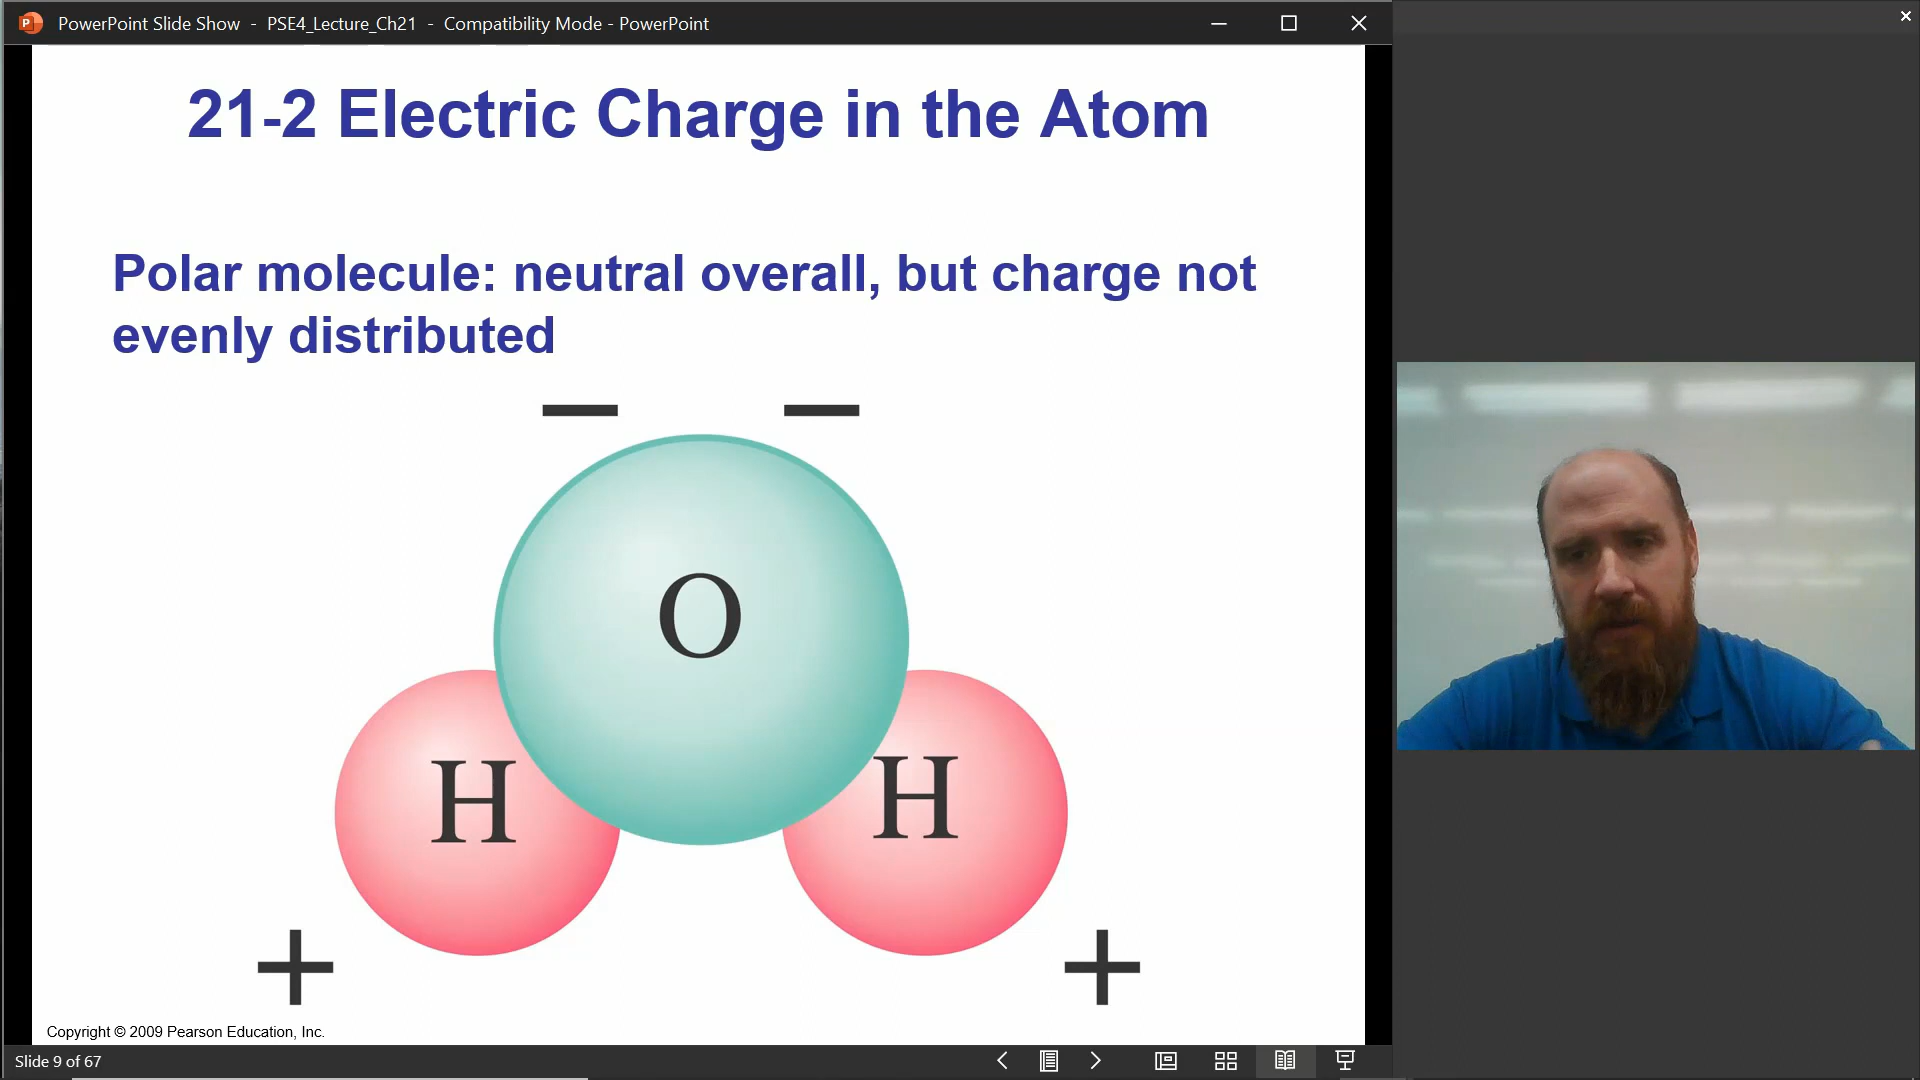 PowerPoint Slide Show - PSE4_Lecture_Ch21 - Compatibility Mode - PowerPoint
21-2 Electric Charge in the Atom
Polar molecule: neutral overall, but charge not
evenly distributed
− −
O
H H
+ +
Copyright © 2009 Pearson Education, Inc.
Slide 9 of 67